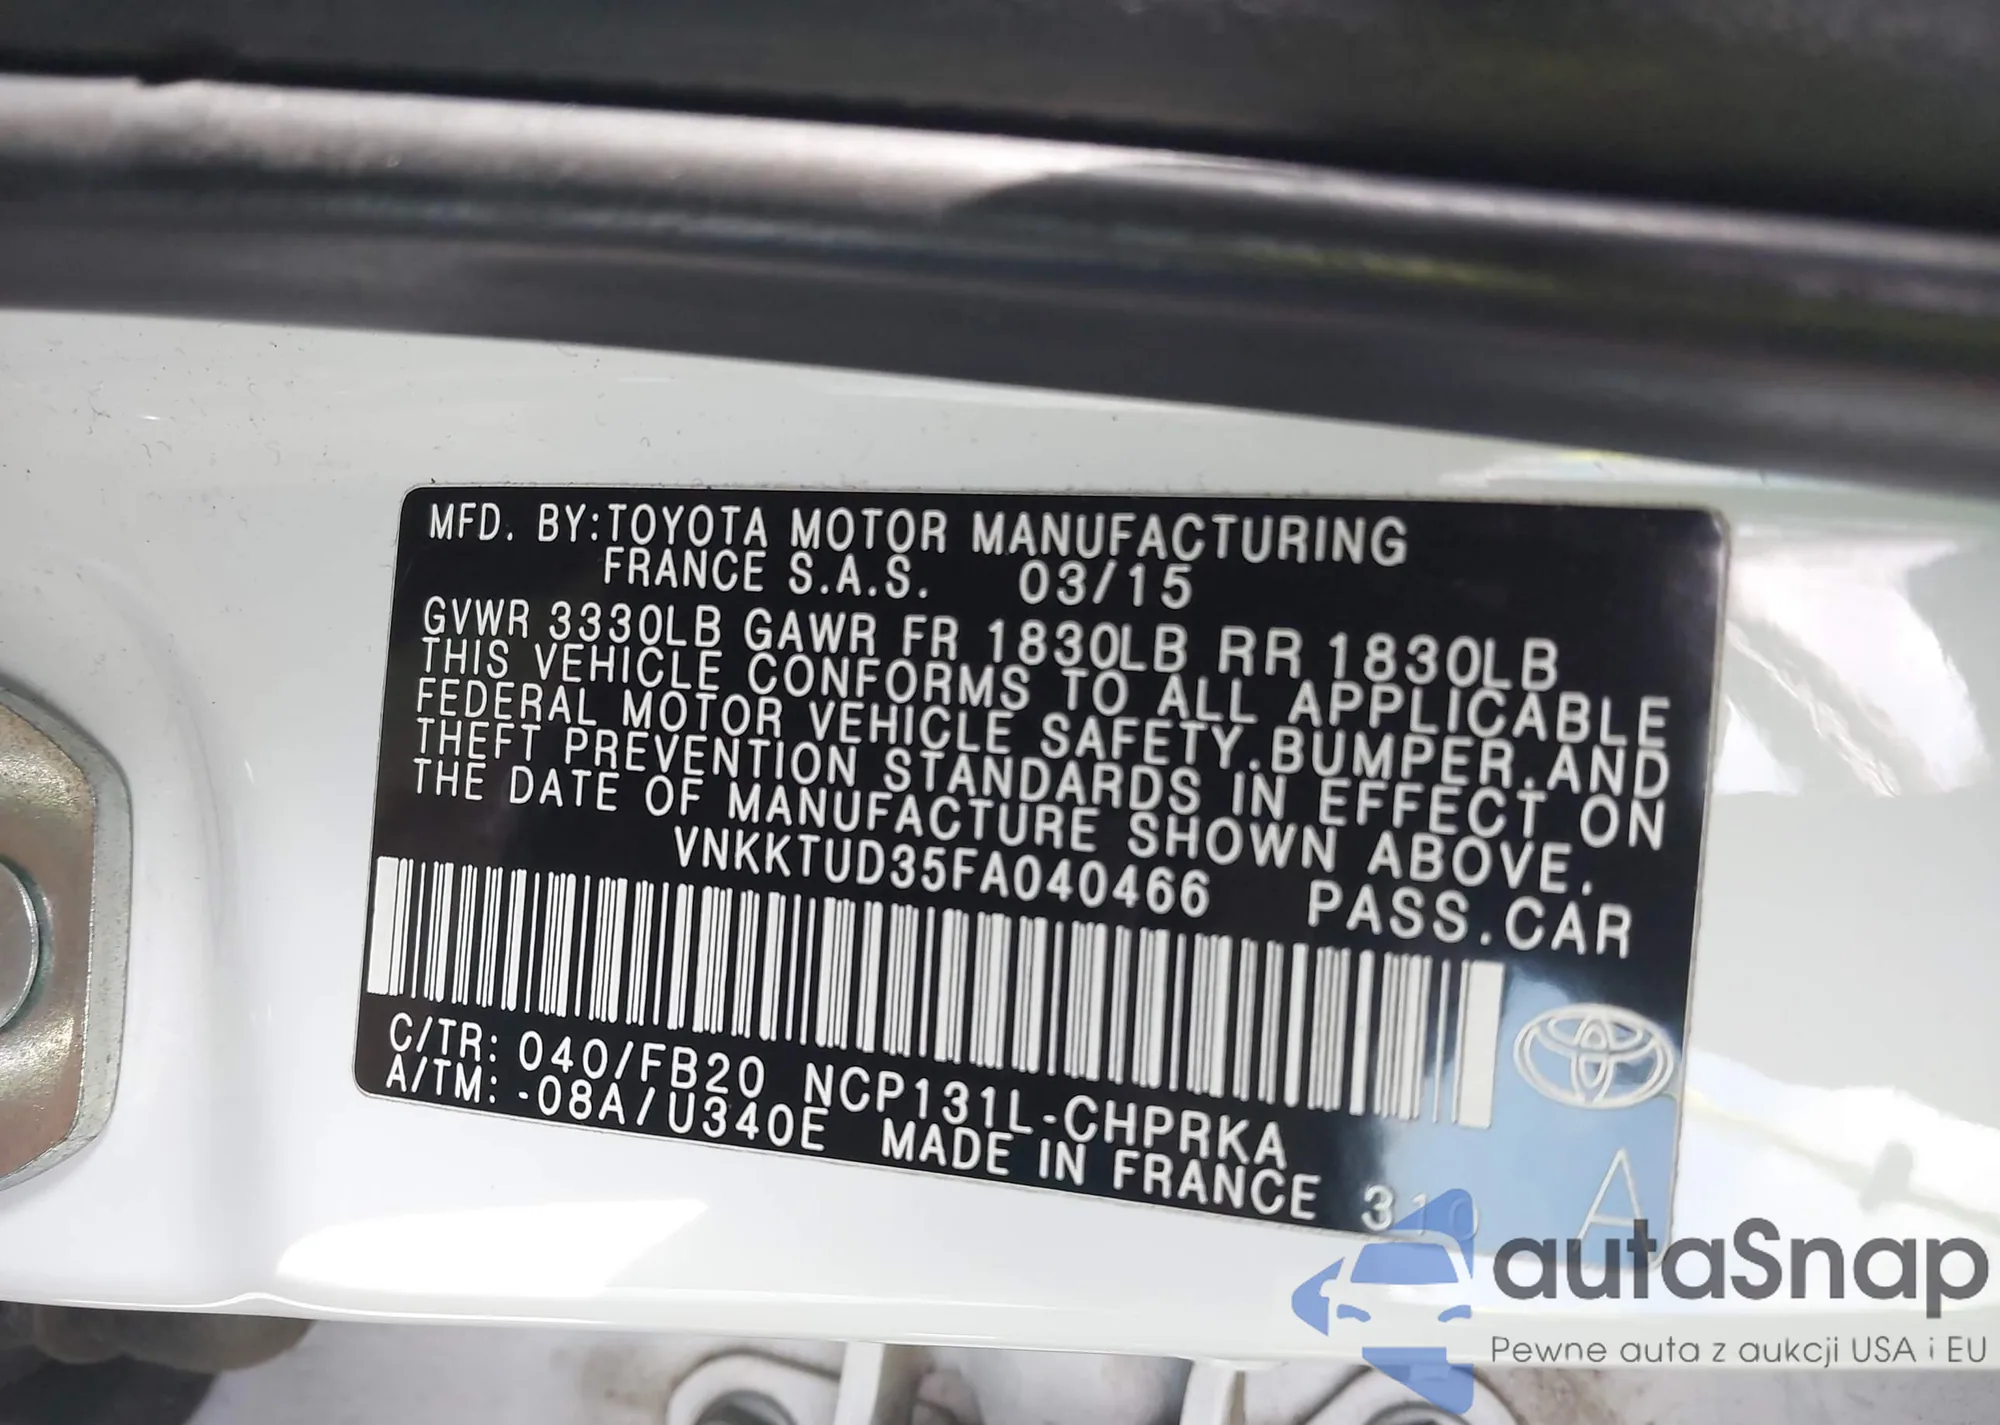 MFD. BY:TOYOTA MOTOR MANUFACTURING
FRANCE S.A.S. 03/15
GVWR 3330LB GAWR FR 1830LB RR 1830LB
THIS VEHICLE CONFORMS TO ALL APPLICABLE
FEDERAL MOTOR VEHICLE SAFETY,BUMPER,AND
THEFT PREVENTION STANDARDS IN EFFECT ON
THE DATE OF MANUFACTURE SHOWN ABOVE.
VNKKTUD35FA040466 PASS.CAR
C/TR: 040/FB20 NCP131L-CHPRKA
A/TM: -08A/U340E MADE IN FRANCE 310
A
autaSnap
Pewne auta z aukcji USA i EU